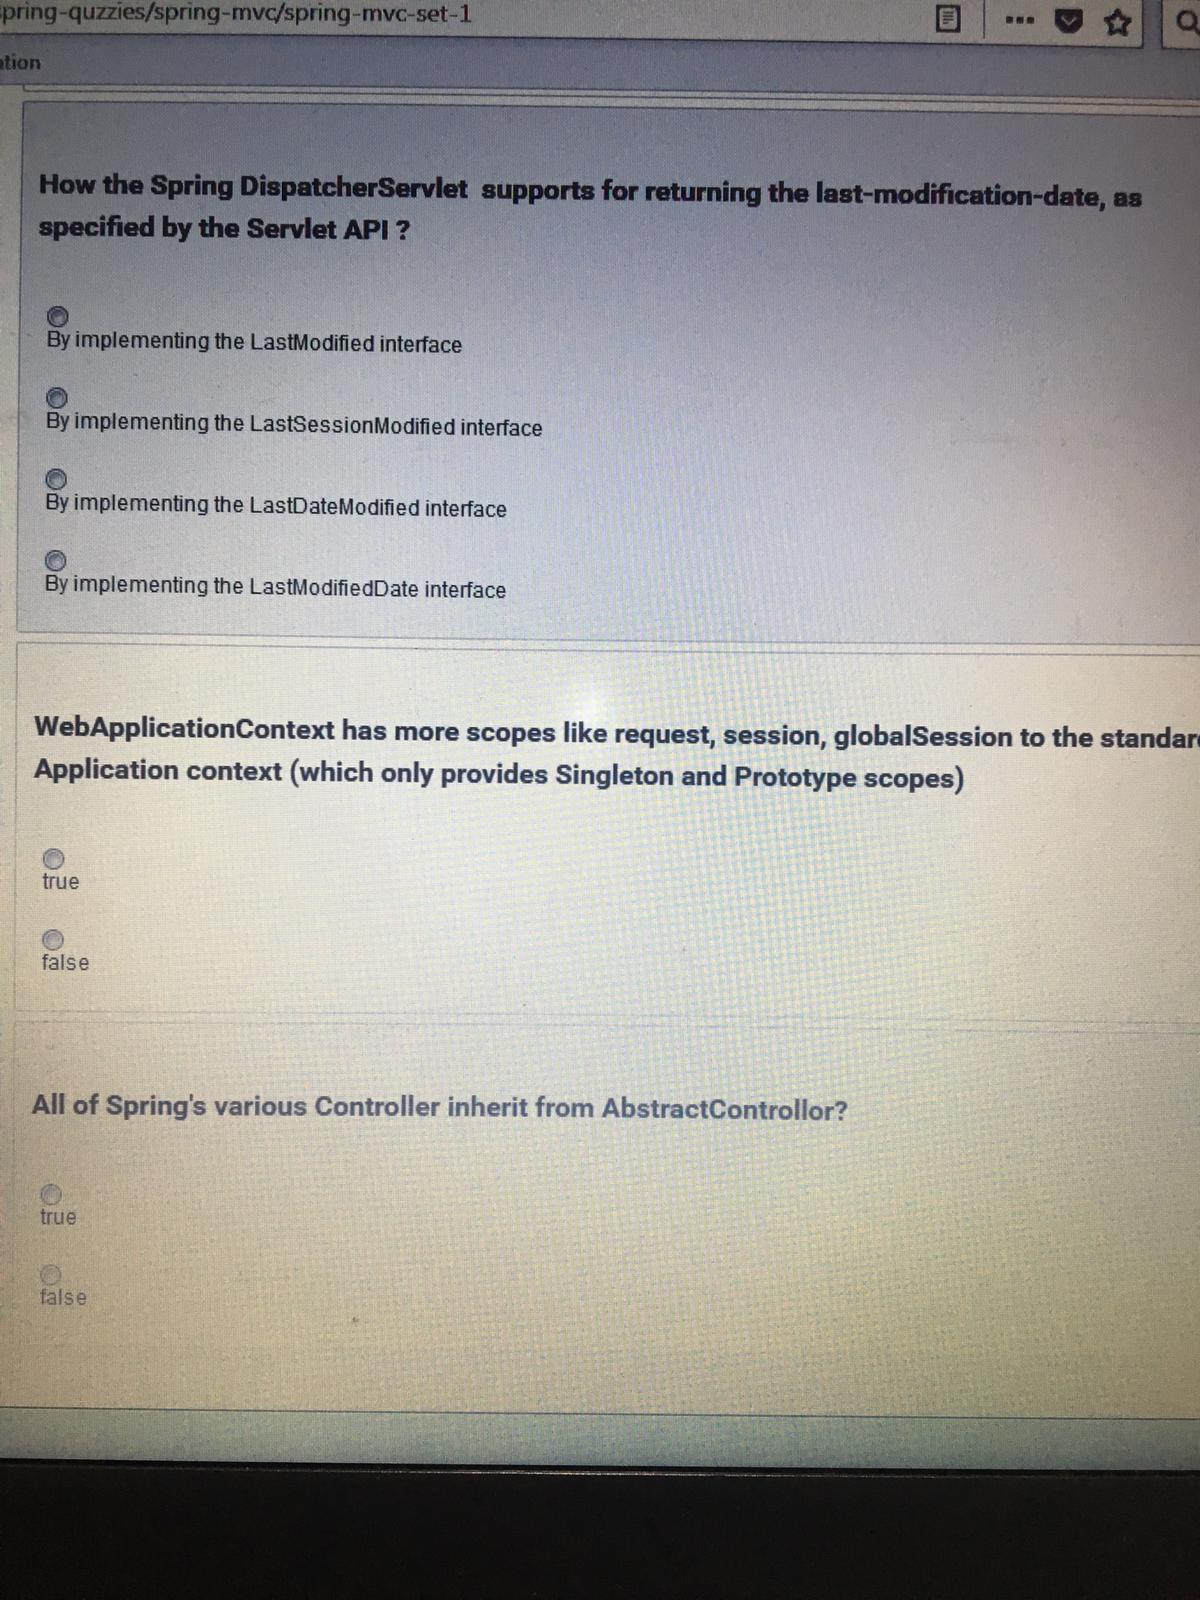 pring-quzzies/spring-mvc/spring-mvc-set-1
ation
How the Spring DispatcherServlet supports for returning the last-modification-date, as
specified by the Servlet API ?
By implementing the LastModified interface
By implementing the LastSessionModified interface
By implementing the LastDateModified interface
By implementing the LastModifiedDate interface
WebApplicationContext has more scopes like request, session, globalSession to the standar
Application context (which only provides Singleton and Prototype scopes)
true
false
All of Spring's various Controller inherit from AbstractControllor?
true
false